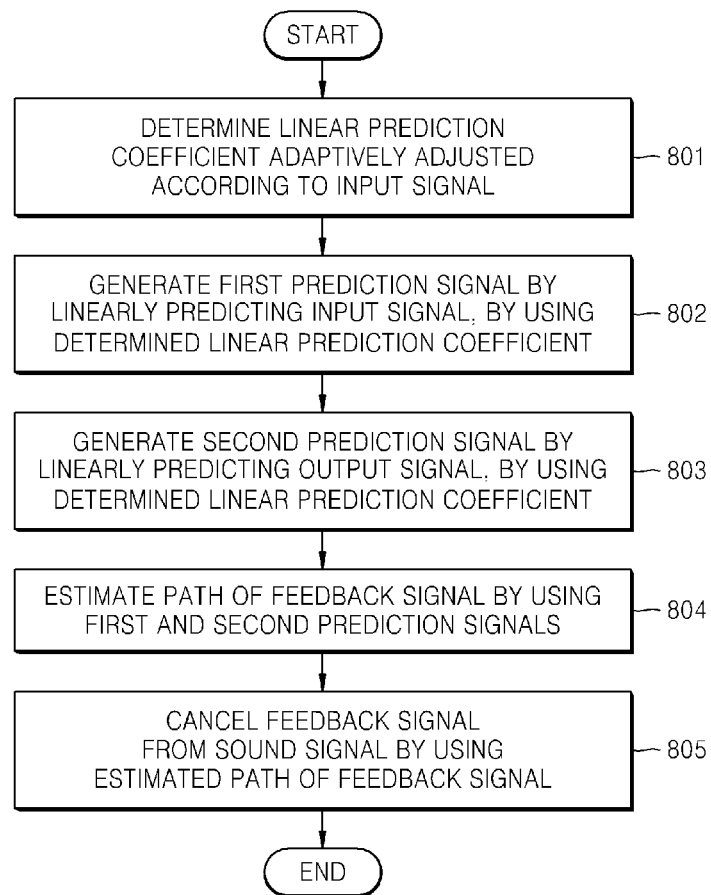 START
DETERMINE LINEAR PREDICTION
COEFFICIENT ADAPTIVELY ADJUSTED
ACCORDING TO INPUT SIGNAL
801
GENERATE FIRST PREDICTION SIGNAL BY
LINEARLY PREDICTING INPUT SIGNAL, BY USING
DETERMINED LINEAR PREDICTION COEFFICIENT
802
GENERATE SECOND PREDICTION SIGNAL BY
LINEARLY PREDICTING OUTPUT SIGNAL, BY USING
DETERMINED LINEAR PREDICTION COEFFICIENT
803
ESTIMATE PATH OF FEEDBACK SIGNAL BY USING
FIRST AND SECOND PREDICTION SIGNALS
804
CANCEL FEEDBACK SIGNAL
FROM SOUND SIGNAL BY USING
ESTIMATED PATH OF FEEDBACK SIGNAL
805
END